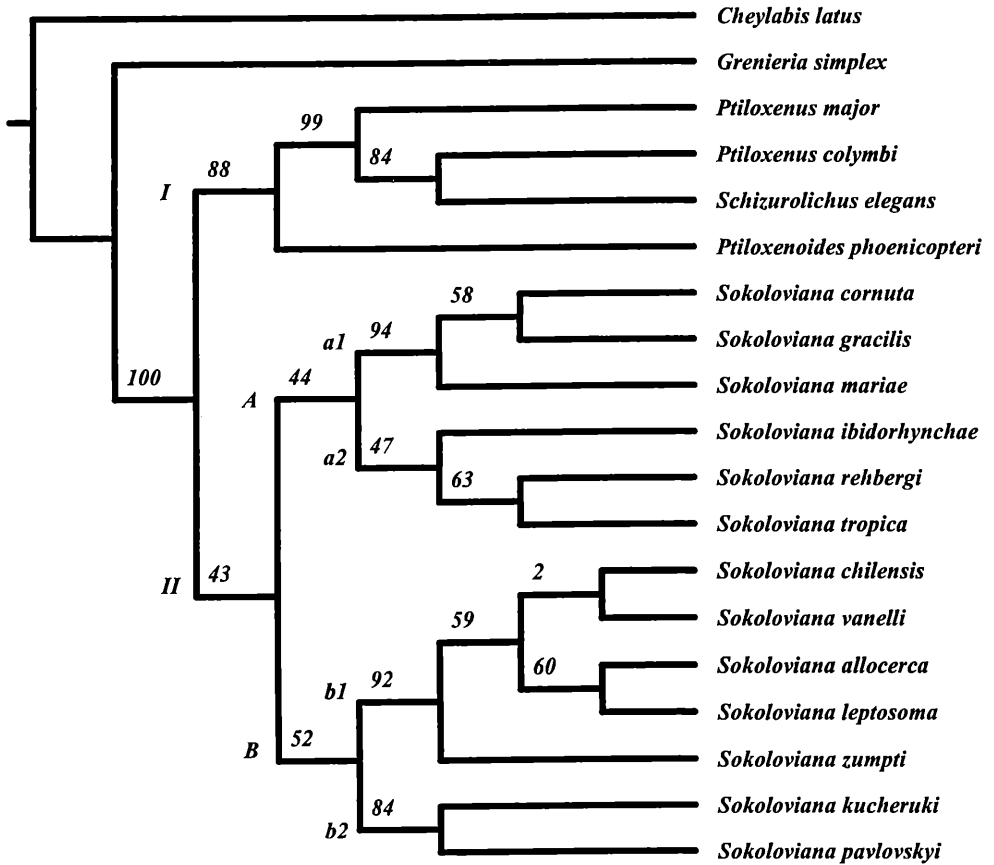 Cheylabis latus
Grenieria simplex
99
Ptiloxenus major
84
Ptiloxenus colymbi
I
88
Schizurolichus elegans
Ptiloxenoides phoenicopteri
58
Sokoloviana cornuta
a1
94
Sokoloviana gracilis
100
A
44
Sokoloviana mariae
a2
47
Sokoloviana ibidorhynchae
63
Sokoloviana rehbergi
Sokoloviana tropica
II
43
2
Sokoloviana chilensis
59
Sokoloviana vanelli
60
Sokoloviana allocerca
b1
92
Sokoloviana leptosoma
B
52
Sokoloviana zumpti
84
Sokoloviana kucheruki
b2
Sokoloviana pavlovskyi